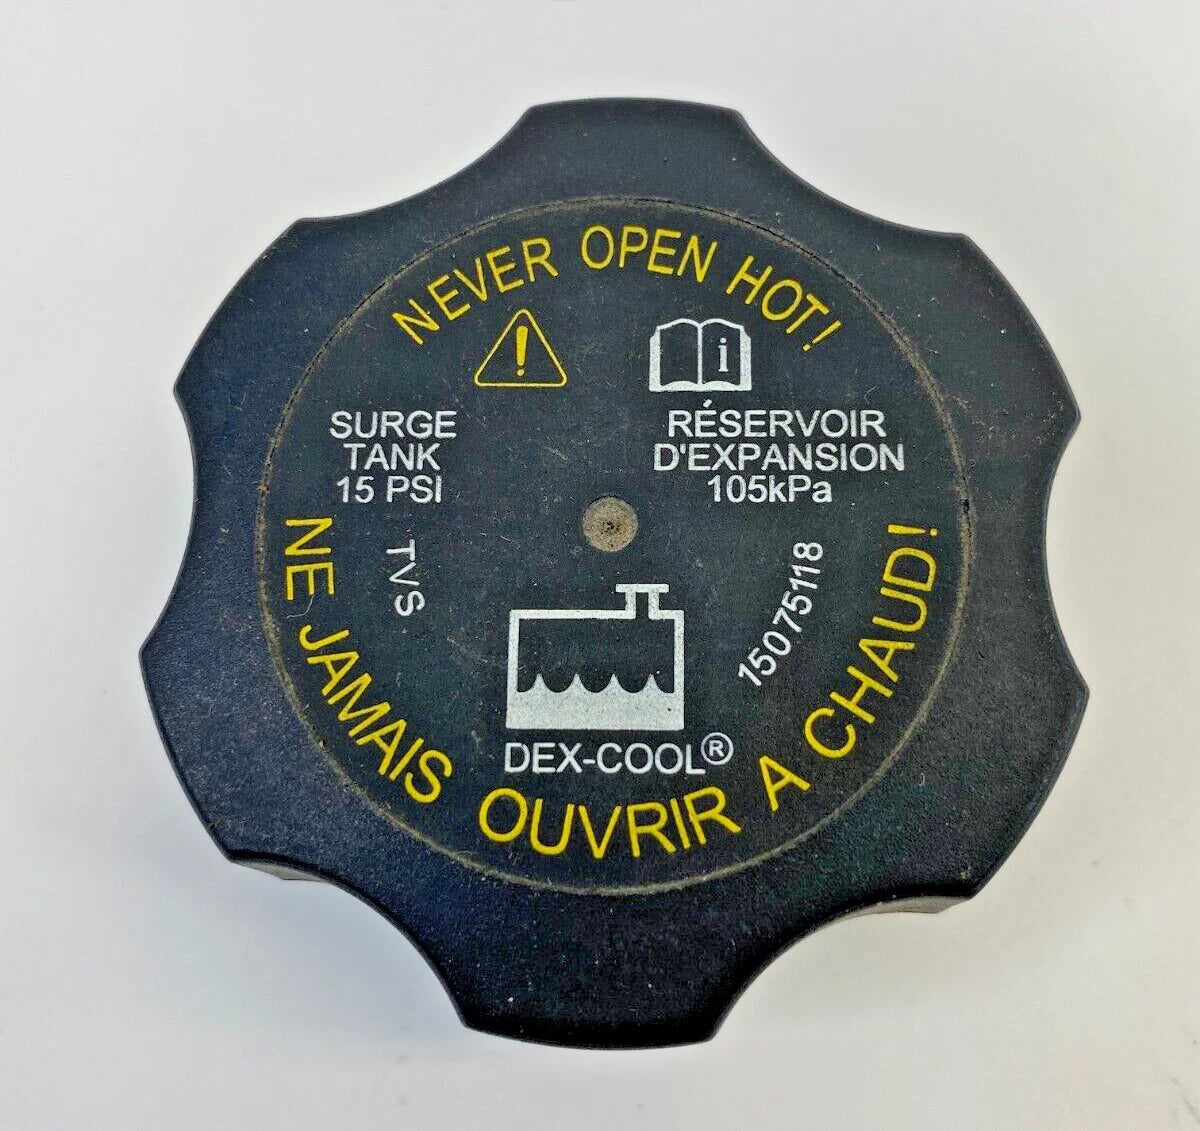 NEVER OPEN HOT!
SURGE
TANK
15 PSI
RÉSERVOIR
D'EXPANSION
105kPa
TVS
15075118
DEX-COOL®
NE JAMAIS OUVRIR A CHAUD!